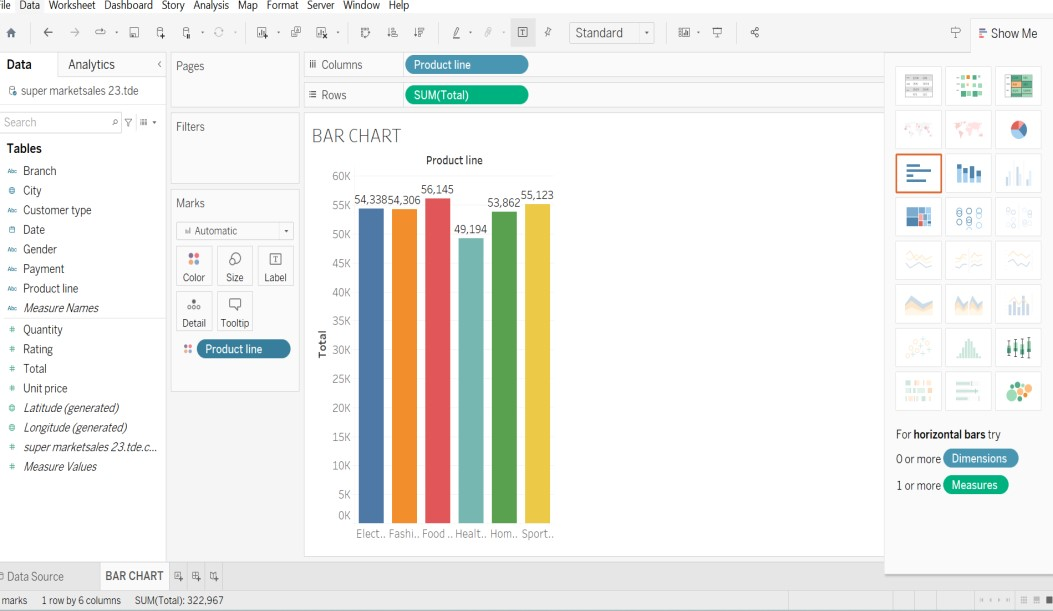 ile Data Worksheet Dashboard Story Analysis Map Format Server Window Help
Standard
Show Me
Data Analytics
super marketsales 23.tde
Search
Tables
Abc Branch
City
Abc Customer type
Date
Abc Gender
Abc Payment
Abc Product line
Abc Measure Names
# Quantity
# Rating
# Total
# Unit price
Latitude (generated)
Longitude (generated)
# super marketsales 23.tde.c...
# Measure Values
Pages
Filters
Marks
Automatic
Color Size Label
Detail Tooltip
Product line
Columns Product line
Rows SUM(Total)
BAR CHART
Product line
60K
55K
50K
45K
40K
35K
30K
25K
20K
15K
10K
5K
0K
Total
54,338 54,306 56,145 49,194 53,862 55,123
Elect.. Fashi.. Food .. Healt.. Hom.. Sport..
For horizontal bars try
0 or more Dimensions
1 or more Measures
Data Source BAR CHART
marks 1 row by 6 columns SUM(Total): 322,967